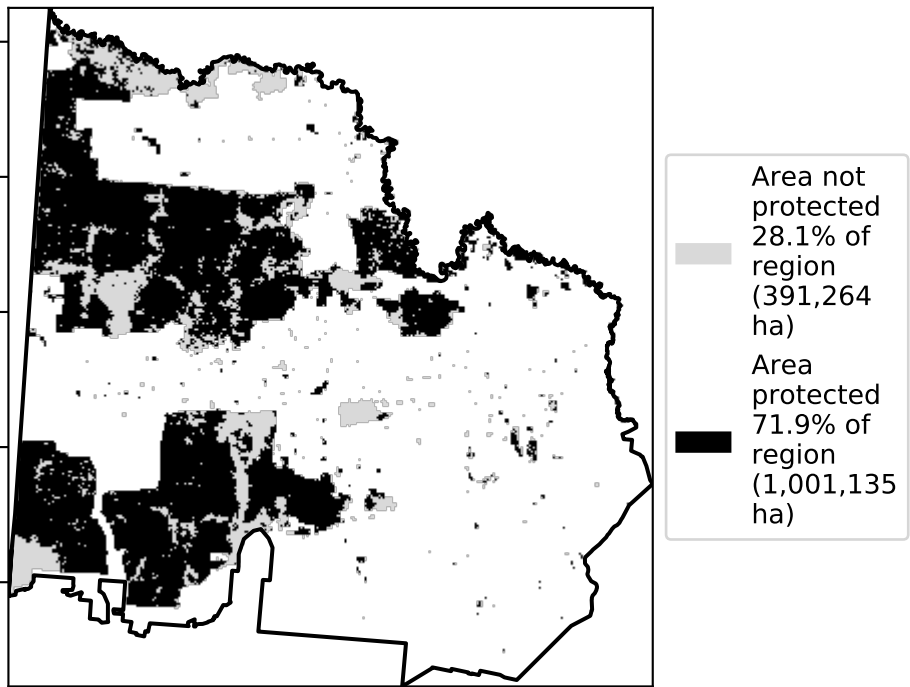 Area not
protected
28.1% of
region
(391,264
ha)
Area
protected
71.9% of
region
(1,001,135
ha)